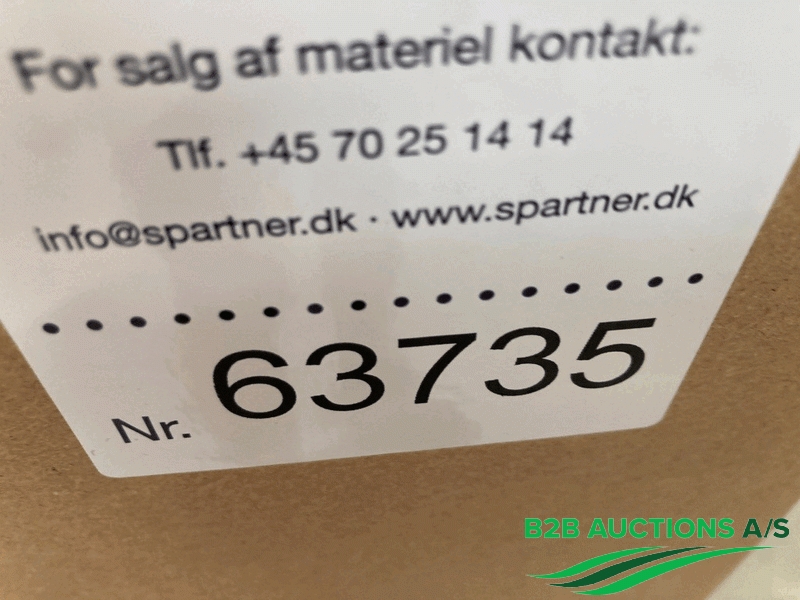 For salg af materiel kontakt:
Tlf. +45 70 25 14 14
info@spartner.dk · www.spartner.dk
Nr. 63735
B2B AUCTIONS A/S